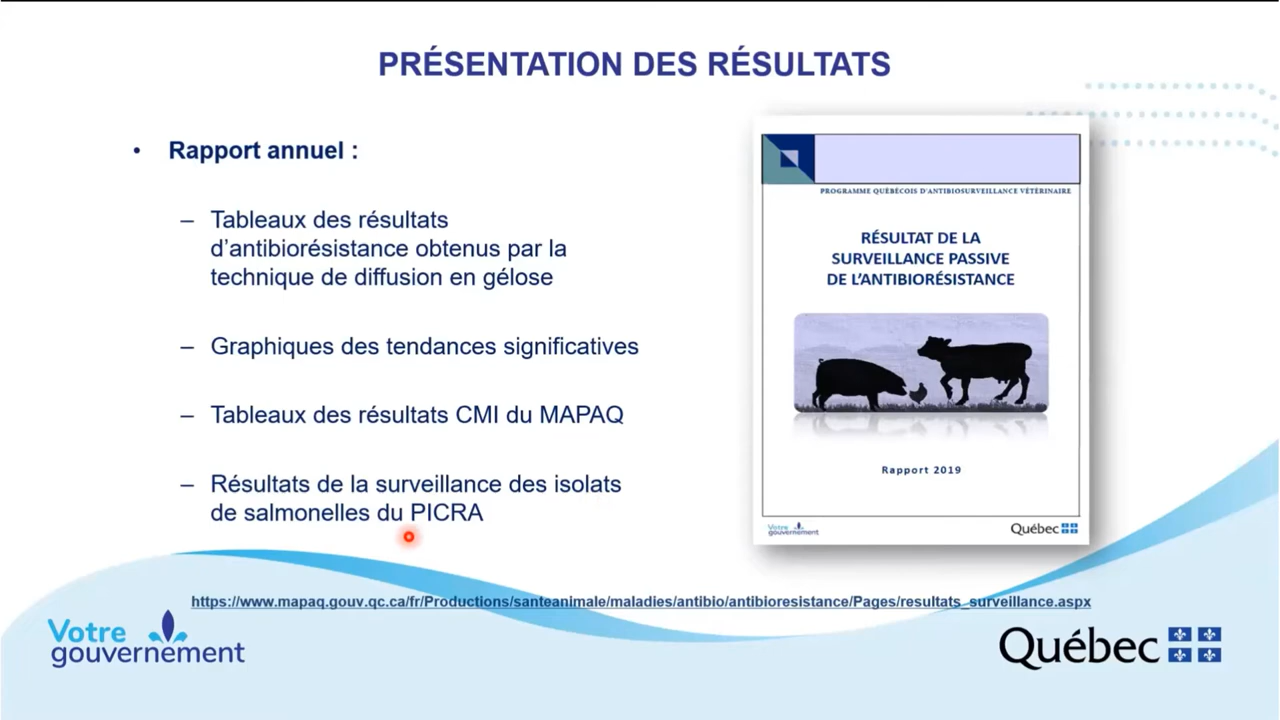 PRÉSENTATION DES RÉSULTATS
• Rapport annuel :
– Tableaux des résultats
d’antibiorésistance obtenus par la
technique de diffusion en gélose
– Graphiques des tendances significatives
– Tableaux des résultats CMI du MAPAQ
– Résultats de la surveillance des isolats
de salmonelles du PICRA
PROGRAMME QUÉBÉCOIS D'ANTIBIOSURVEILLANCE VÉTÉRINAIRE
RÉSULTAT DE LA
SURVEILLANCE PASSIVE
DE L’ANTIBIORÉSISTANCE
Rapport 2019
Votre
gouvernement
Québec
https://www.mapaq.gouv.qc.ca/fr/Productions/santeanimale/maladies/antibio/antibioresistance/Pages/resultats_surveillance.aspx
Votre
gouvernement
Québec